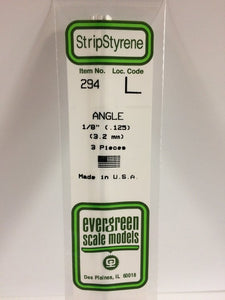 StripStyrene
Item No. Loc. Code
294 L
ANGLE
1/8" (.125)
(3.2 mm)
3 Pieces
Made in U.S.A.
evergreen
scale models
Des Plaines, IL 60018